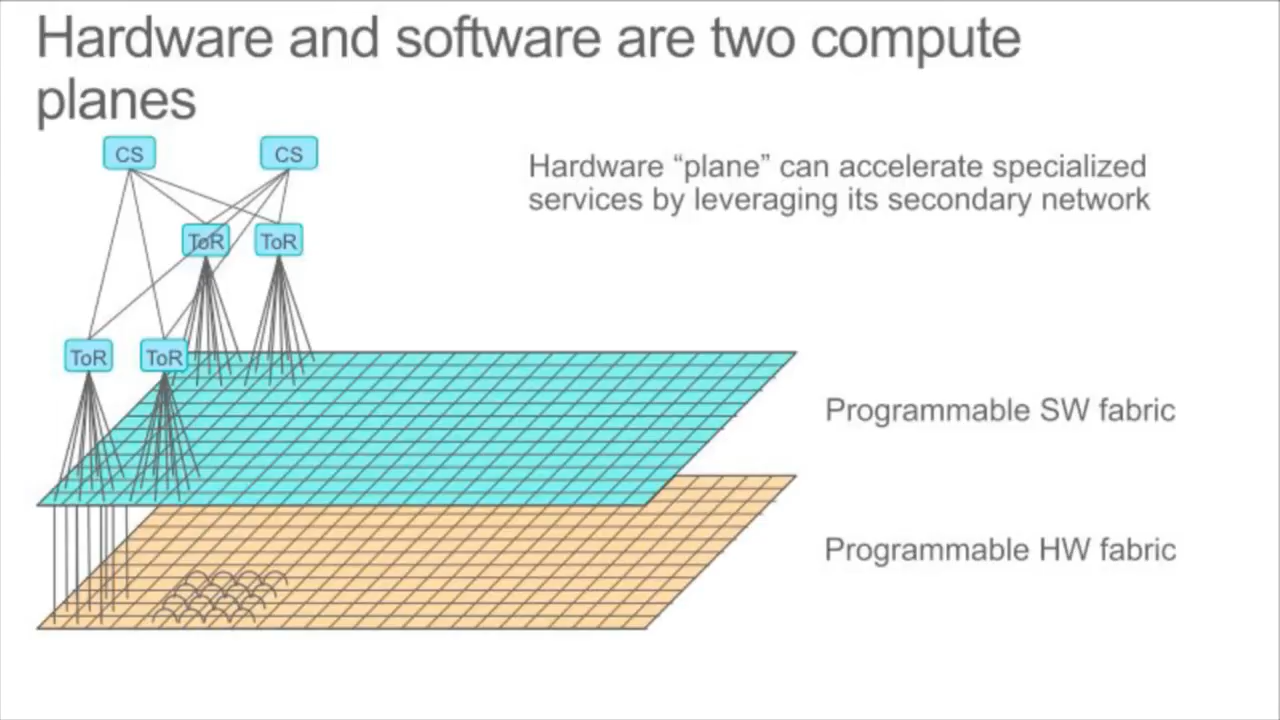 Hardware and software are two compute
planes
CS
CS
Hardware “plane” can accelerate specialized
services by leveraging its secondary network
ToR
ToR
ToR
ToR
Programmable SW fabric
Programmable HW fabric